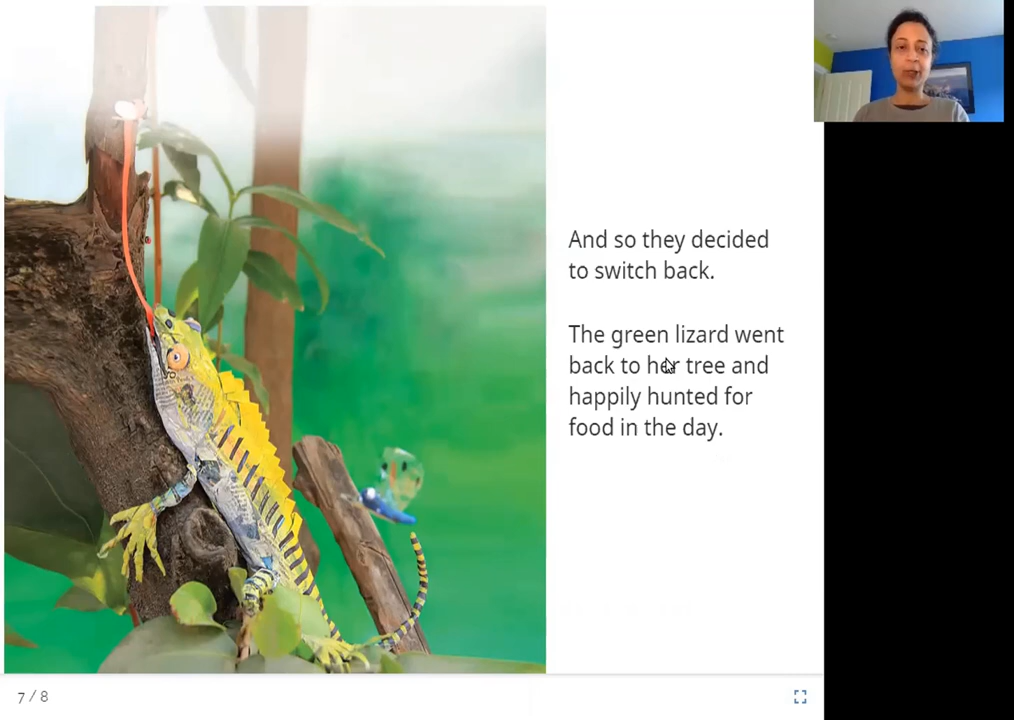 And so they decided
to switch back.
The green lizard went
back to her tree and
happily hunted for
food in the day.
7 / 8